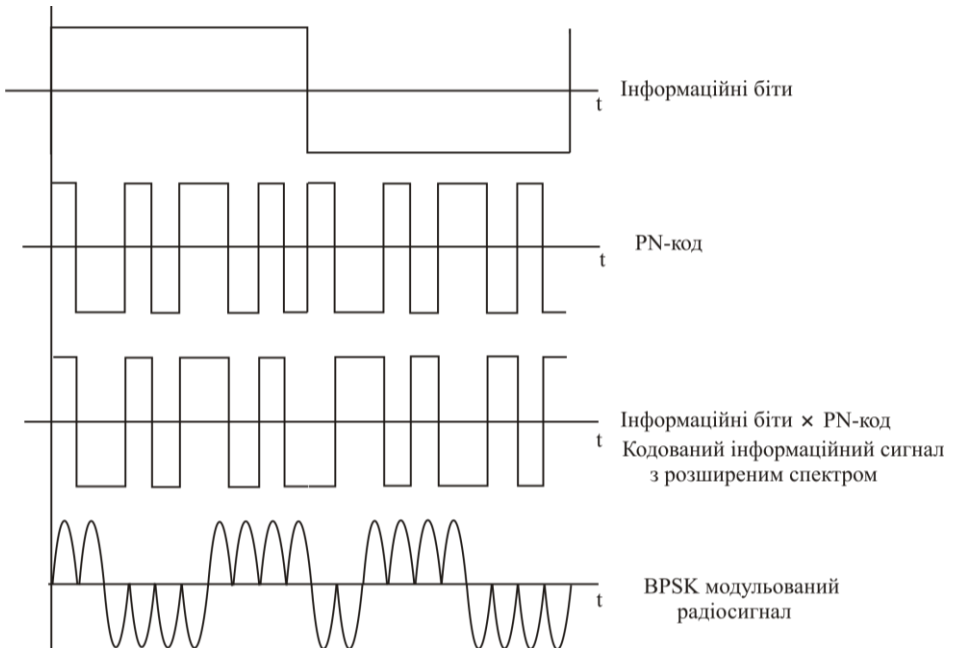 t
Інформаційні біти
t
PN-код
t
Інформаційні біти × PN-код
Кодований інформаційний сигнал
з розширеним спектром
t
BPSK модульований
радіосигнал